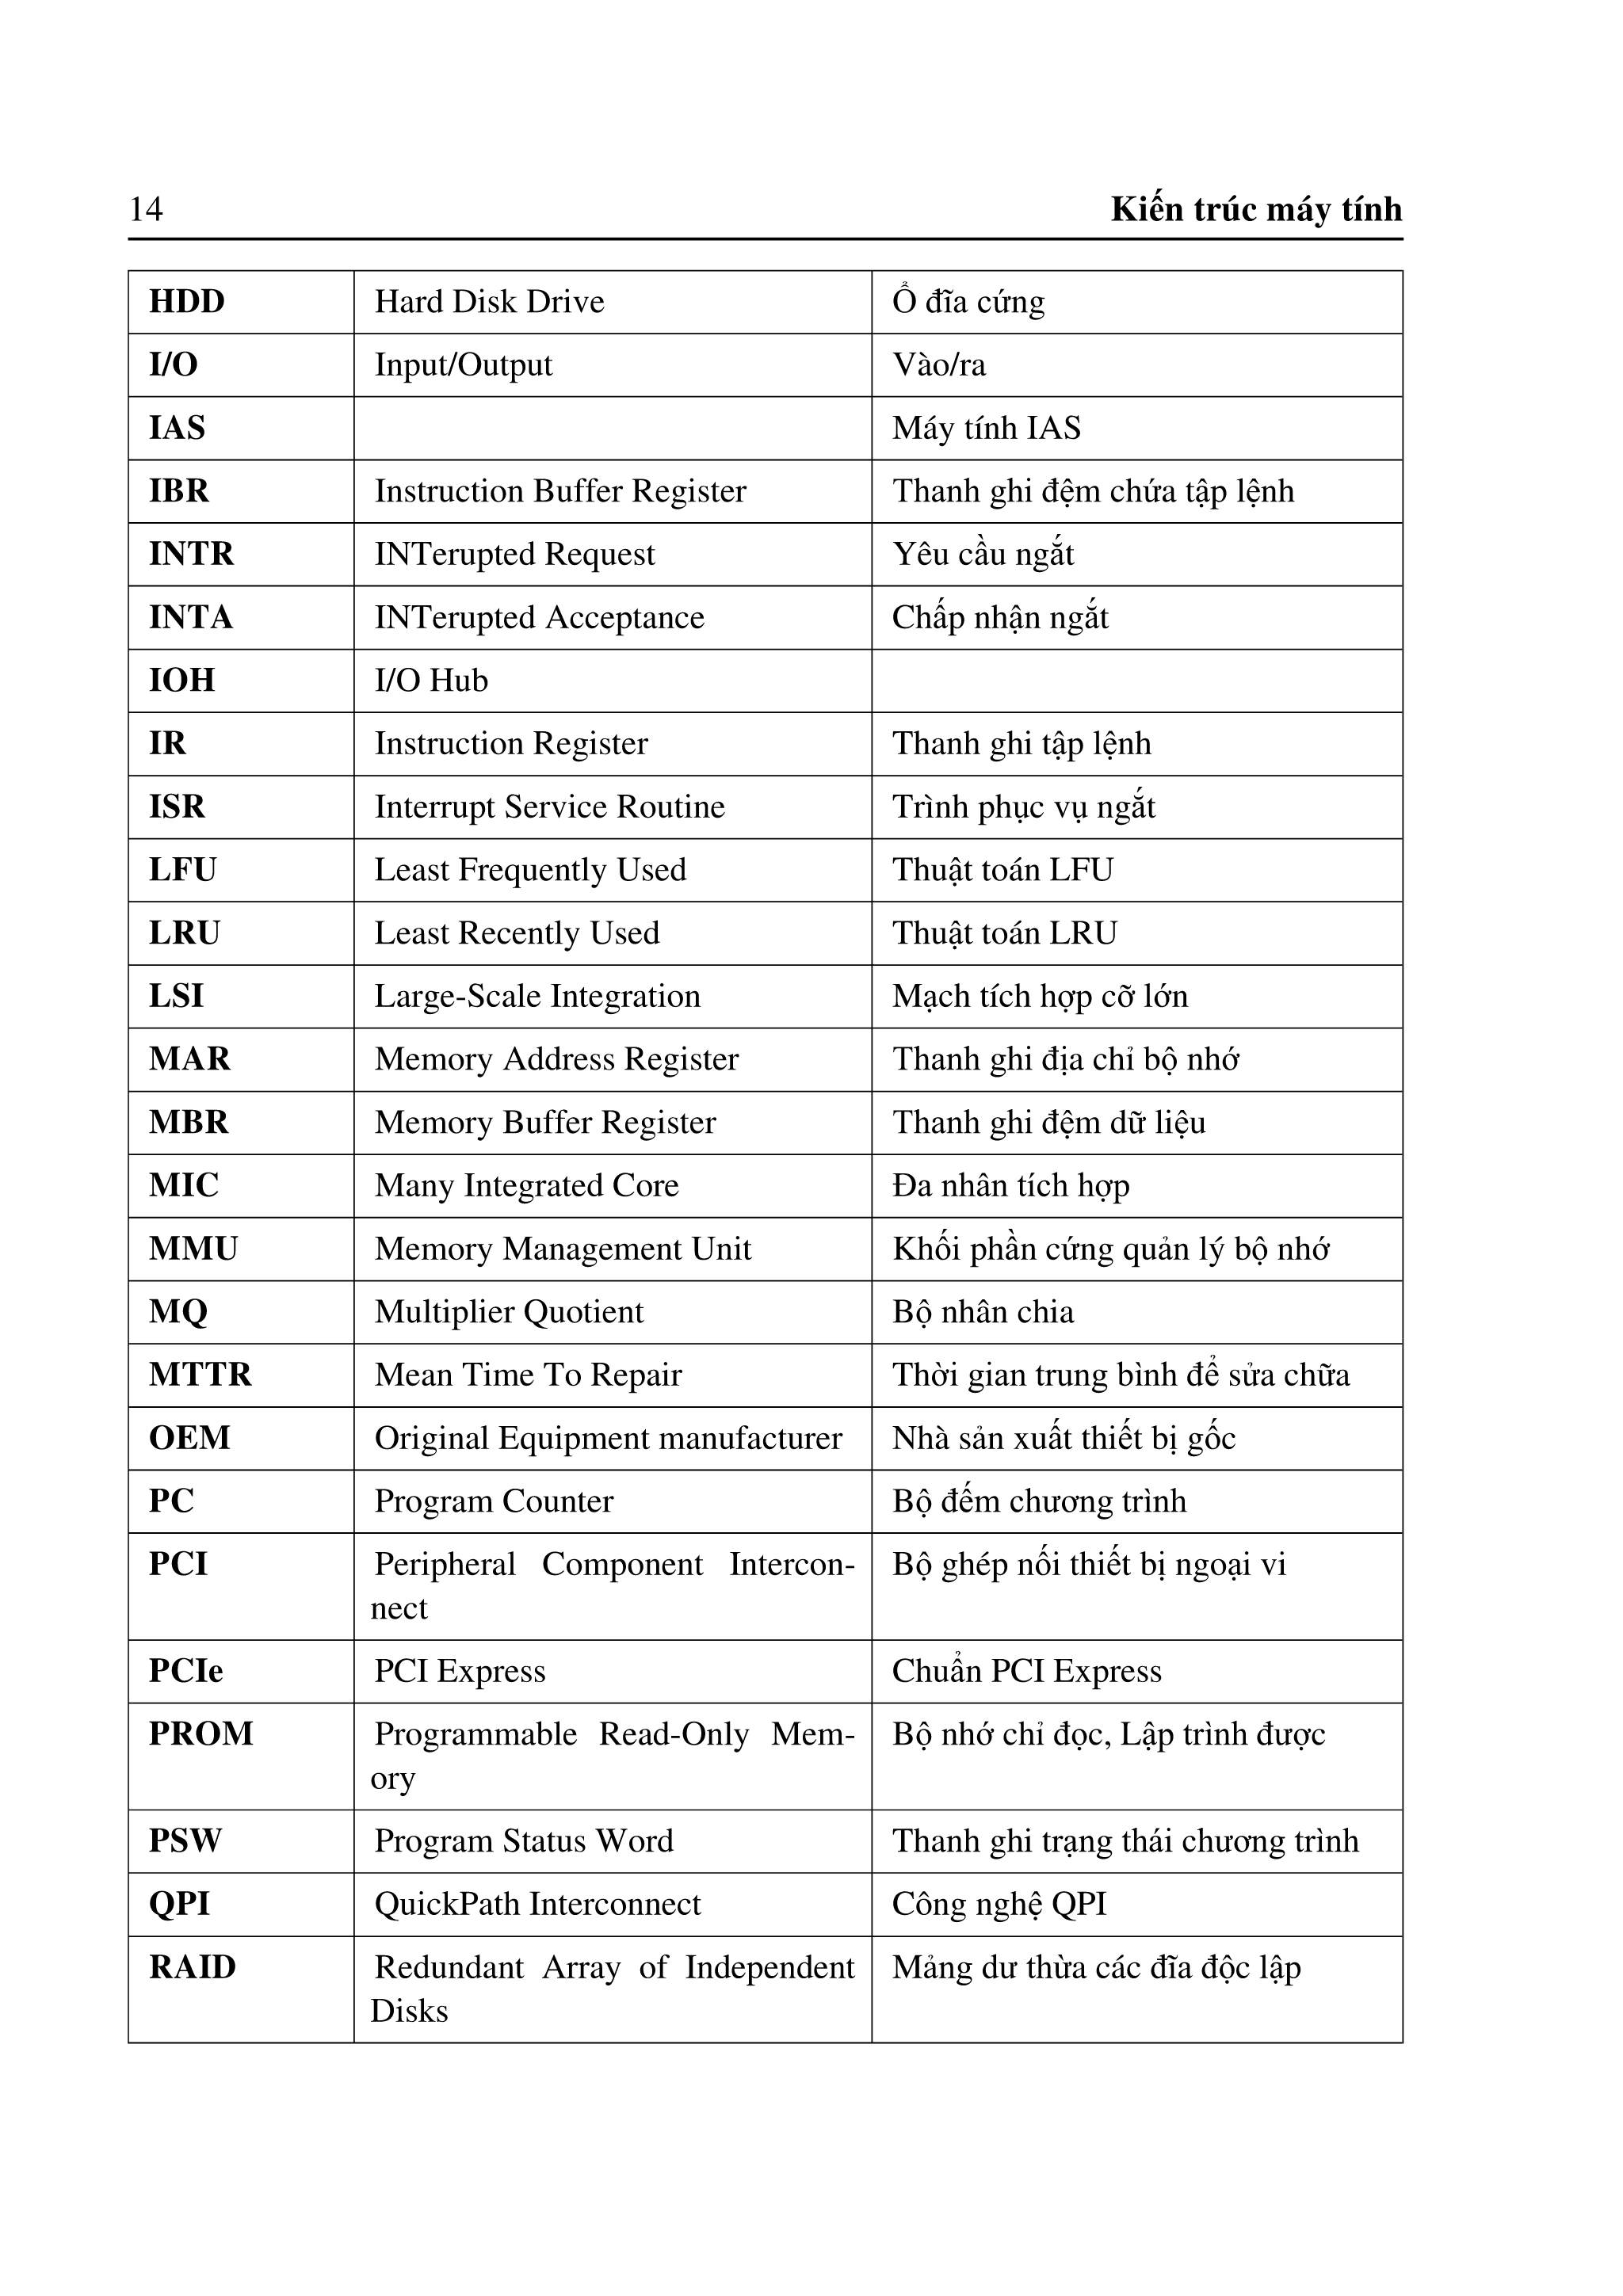 14 Kiến trúc máy tính
HDD Hard Disk Drive Ổ đĩa cứng
I/O Input/Output Vào/ra
IAS Máy tính IAS
IBR Instruction Buffer Register Thanh ghi đệm chứa tập lệnh
INTR INTerupted Request Yêu cầu ngắt
INTA INTerupted Acceptance Chấp nhận ngắt
IOH I/O Hub
IR Instruction Register Thanh ghi tập lệnh
ISR Interrupt Service Routine Trình phục vụ ngắt
LFU Least Frequently Used Thuật toán LFU
LRU Least Recently Used Thuật toán LRU
LSI Large-Scale Integration Mạch tích hợp cỡ lớn
MAR Memory Address Register Thanh ghi địa chỉ bộ nhớ
MBR Memory Buffer Register Thanh ghi đệm dữ liệu
MIC Many Integrated Core Đa nhân tích hợp
MMU Memory Management Unit Khối phần cứng quản lý bộ nhớ
MQ Multiplier Quotient Bộ nhân chia
MTTR Mean Time To Repair Thời gian trung bình để sửa chữa
OEM Original Equipment manufacturer Nhà sản xuất thiết bị gốc
PC Program Counter Bộ đếm chương trình
PCI Peripheral Component Intercon- Bộ ghép nối thiết bị ngoại vi
nect
PCIe PCI Express Chuẩn PCI Express
PROM Programmable Read-Only Mem- Bộ nhớ chỉ đọc, Lập trình được
ory
PSW Program Status Word Thanh ghi trạng thái chương trình
QPI QuickPath Interconnect Công nghệ QPI
RAID Redundant Array of Independent Mảng dư thừa các đĩa độc lập
Disks